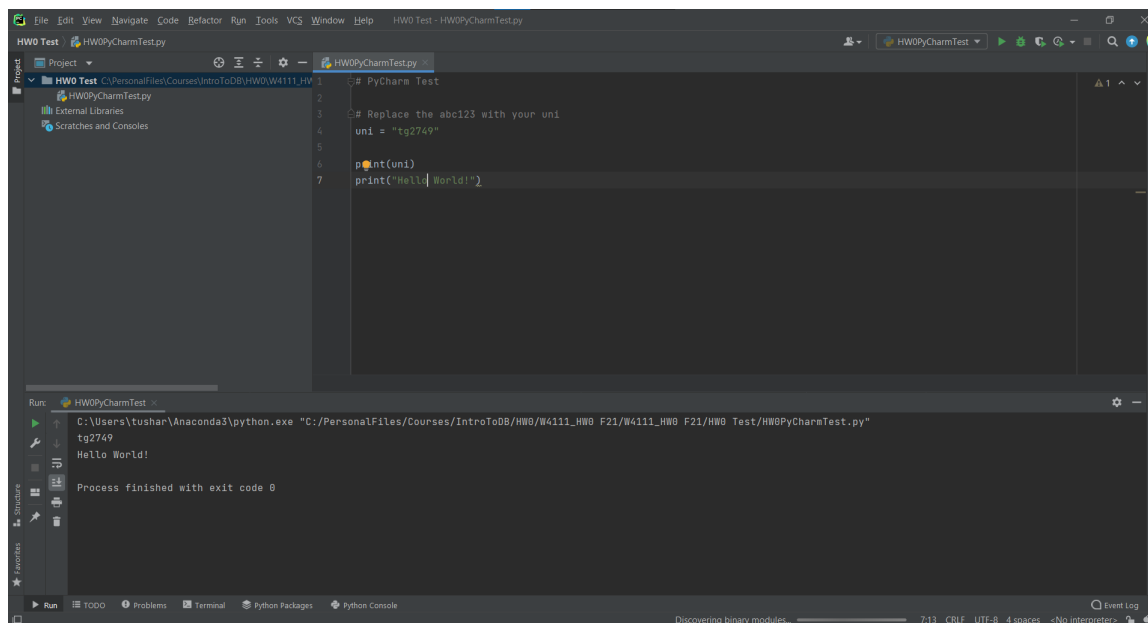 File Edit View Navigate Code Refactor Run Tools VCS Window Help HW0 Test - HW0PyCharmTest.py
HW0 Test HW0PyCharmTest.py HW0PyCharmTest
Project Project HW0PyCharmTest.py
HW0 Test C:\PersonalFiles\Courses\IntroToDB\HW0\W4111_HW
HW0PyCharmTest.py
External Libraries
Scratches and Consoles
1 # PyCharm Test
2
3 # Replace the abc123 with your uni
4 uni = "tg2749"
5
6 print(uni)
7 print("Hello World!")
1
Run: HW0PyCharmTest
C:\Users\tushar\Anaconda3\python.exe "C:/PersonalFiles/Courses/IntroToDB/HW0/W4111_HW0 F21/W4111_HW0 F21/HW0 Test/HW0PyCharmTest.py"
tg2749
Hello World!
Process finished with exit code 0
Structure
Favorites
Run TODO Problems Terminal Python Packages Python Console Event Log
Discovering binary modules... 7:13 CRLF UTF-8 4 spaces <No interpreter>